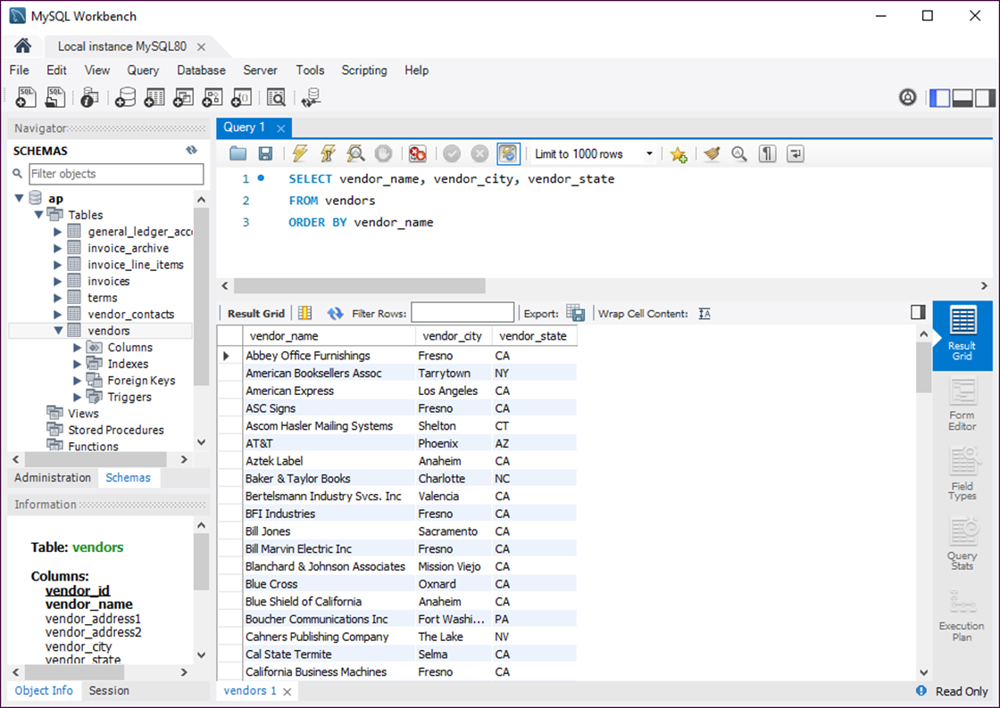 MySQL Workbench
Local instance MySQL80
File Edit View Query Database Server Tools Scripting Help
Navigator
SCHEMAS
Filter objects
ap
Tables
general_ledger_acc
invoice_archive
invoice_line_items
invoices
terms
vendor_contacts
vendors
Columns
Indexes
Foreign Keys
Triggers
Views
Stored Procedures
Functions
Administration Schemas
Information
Table: vendors
Columns:
vendor_id
vendor_name
vendor_address1
vendor_address2
vendor_city
vendor_state
Object Info Session
Query 1
Limit to 1000 rows
1 SELECT vendor_name, vendor_city, vendor_state
2 FROM vendors
3 ORDER BY vendor_name
Result Grid Filter Rows: Export: Wrap Cell Content:
vendor_name vendor_city vendor_state
Abbey Office Furnishings Fresno CA
American Booksellers Assoc Tarrytown NY
American Express Los Angeles CA
ASC Signs Fresno CA
Ascom Hasler Mailing Systems Shelton CT
AT&T Phoenix AZ
Aztek Label Anaheim CA
Baker & Taylor Books Charlotte NC
Bertelsmann Industry Svcs. Inc Valencia CA
BFI Industries Fresno CA
Bill Jones Sacramento CA
Bill Marvin Electric Inc Fresno CA
Blanchard & Johnson Associates Mission Viejo CA
Blue Cross Oxnard CA
Blue Shield of California Anaheim CA
Boucher Communications Inc Fort Washi... PA
Cahners Publishing Company The Lake NV
Cal State Termite Selma CA
California Business Machines Fresno CA
Result
Grid
Form
Editor
Field
Types
Query
Stats
Execution
Plan
vendors 1
Read Only